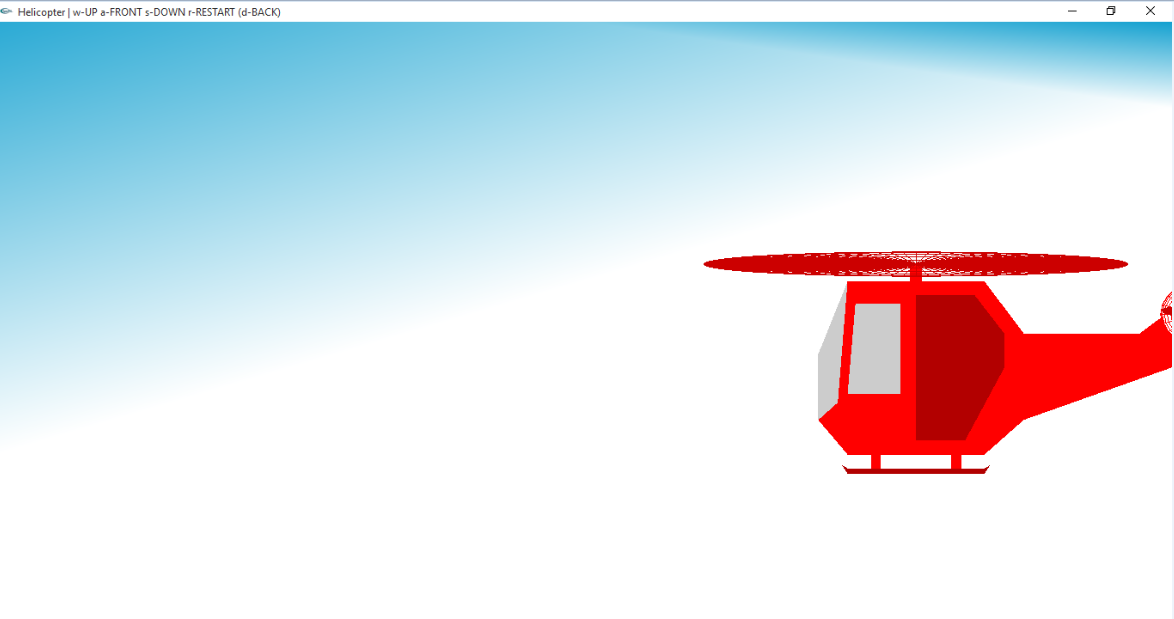 Helicopter | w-UP a-FRONT s-DOWN r-RESTART (d-BACK)